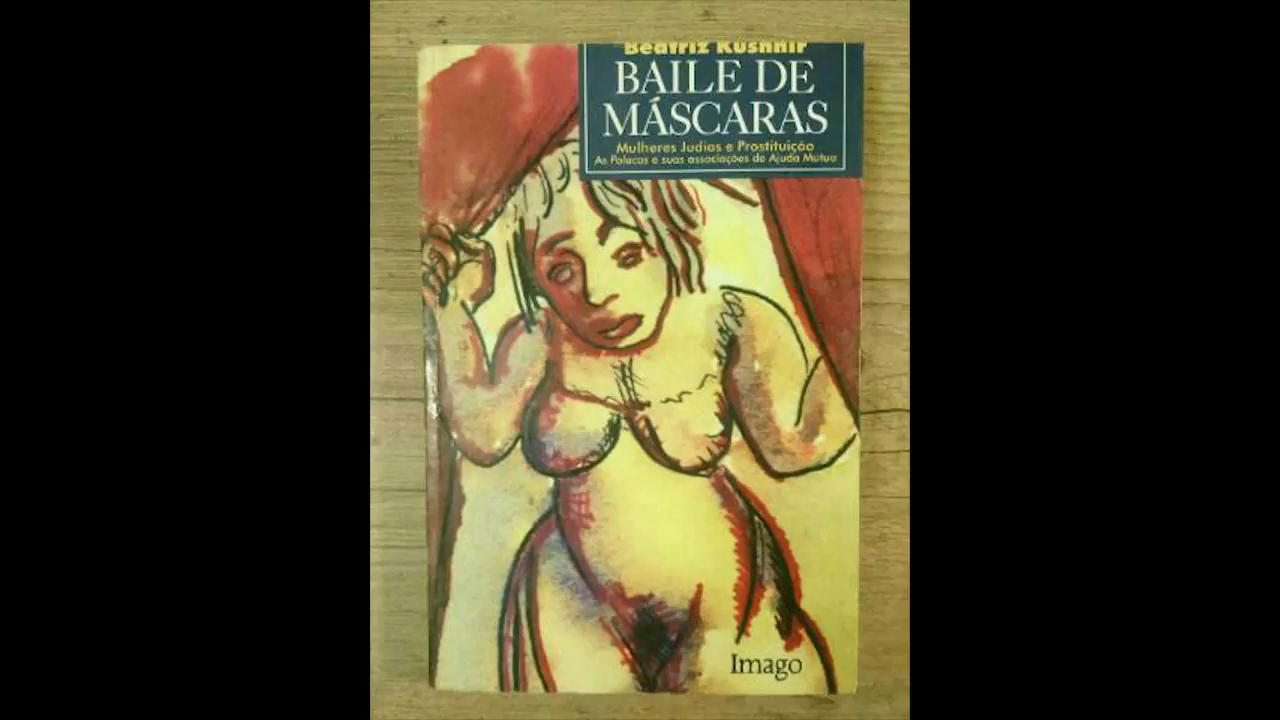 Beatriz Kushnir
BAILE DE
MÁSCARAS
Mulheres Judias e Prostituição
As Polacas e suas associações de Ajuda Mútua
Imago